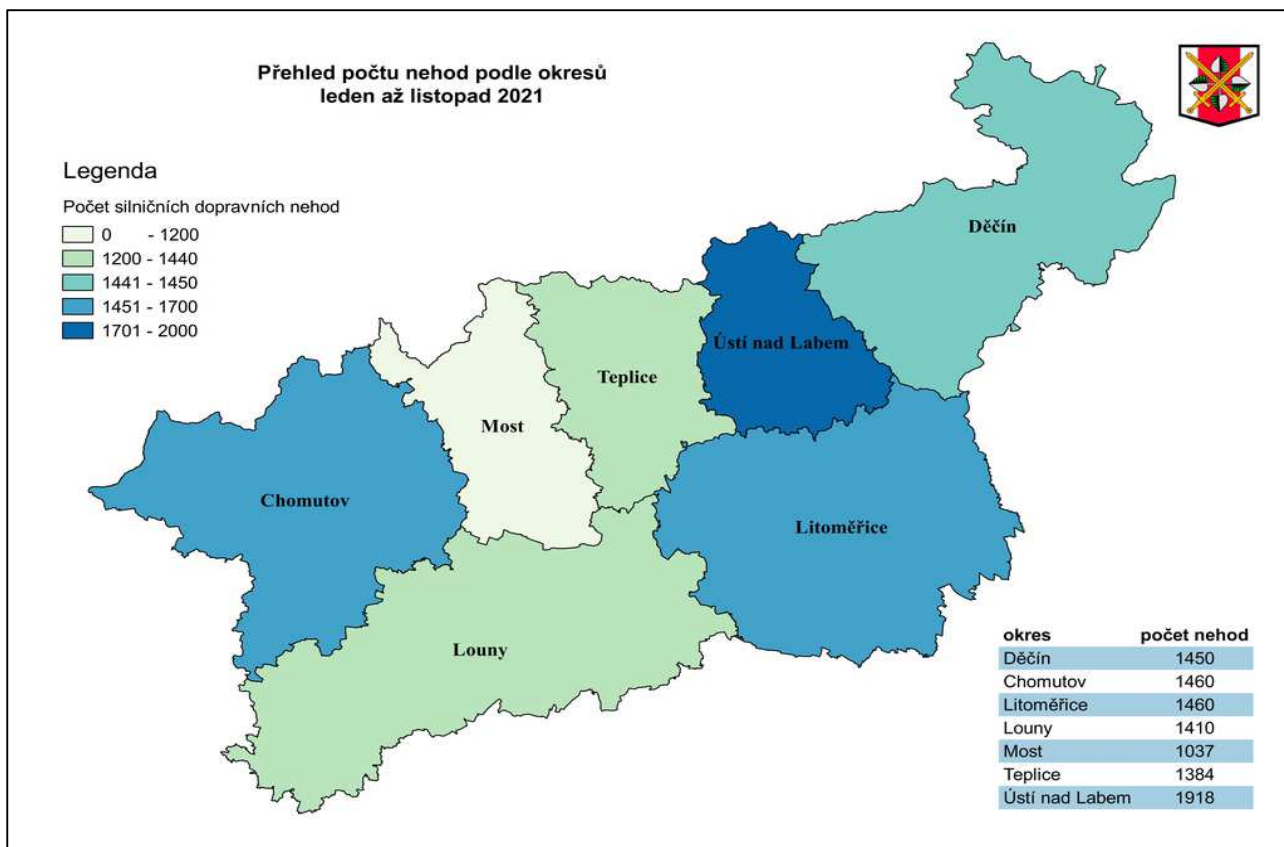 Přehled počtu nehod podle okresů
leden až listopad 2021
Legenda
Počet silničních dopravních nehod
0 - 1200
1200 - 1440
1441 - 1450
1451 - 1700
1701 - 2000
Děčín
Ústí nad Labem
Teplice
Most
Chomutov
Litoměřice
Louny
okres počet nehod
Děčín 1450
Chomutov 1460
Litoměřice 1460
Louny 1410
Most 1037
Teplice 1384
Ústí nad Labem 1918